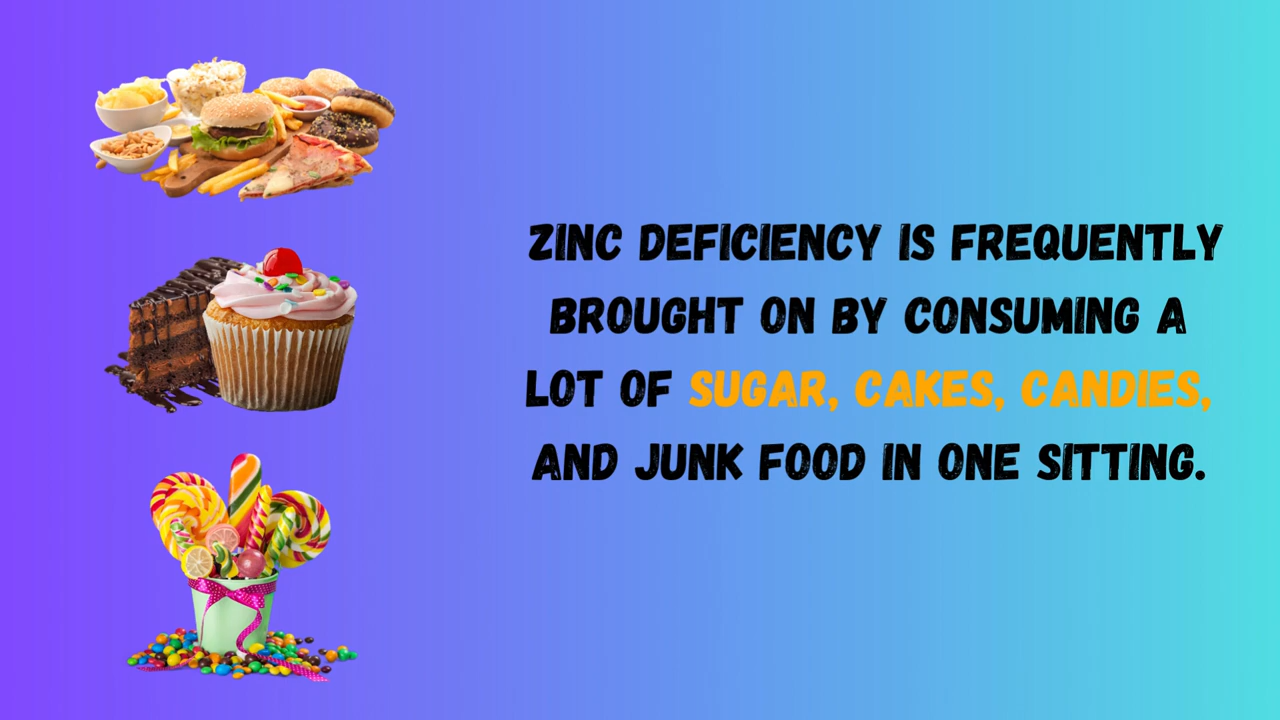 ZINC DEFICIENCY IS FREQUENTLY
BROUGHT ON BY CONSUMING A
LOT OF SUGAR, CAKES, CANDIES,
AND JUNK FOOD IN ONE SITTING.